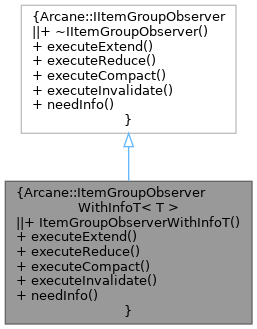 {Arcane::IItemGroupObserver
||+ ~IItemGroupObserver()
+ executeExtend()
+ executeReduce()
+ executeCompact()
+ executeInvalidate()
+ needInfo()
}
{Arcane::ItemGroupObserver
WithInfoT< T >
||+ ItemGroupObserverWithInfoT()
+ executeExtend()
+ executeReduce()
+ executeCompact()
+ executeInvalidate()
+ needInfo()
}